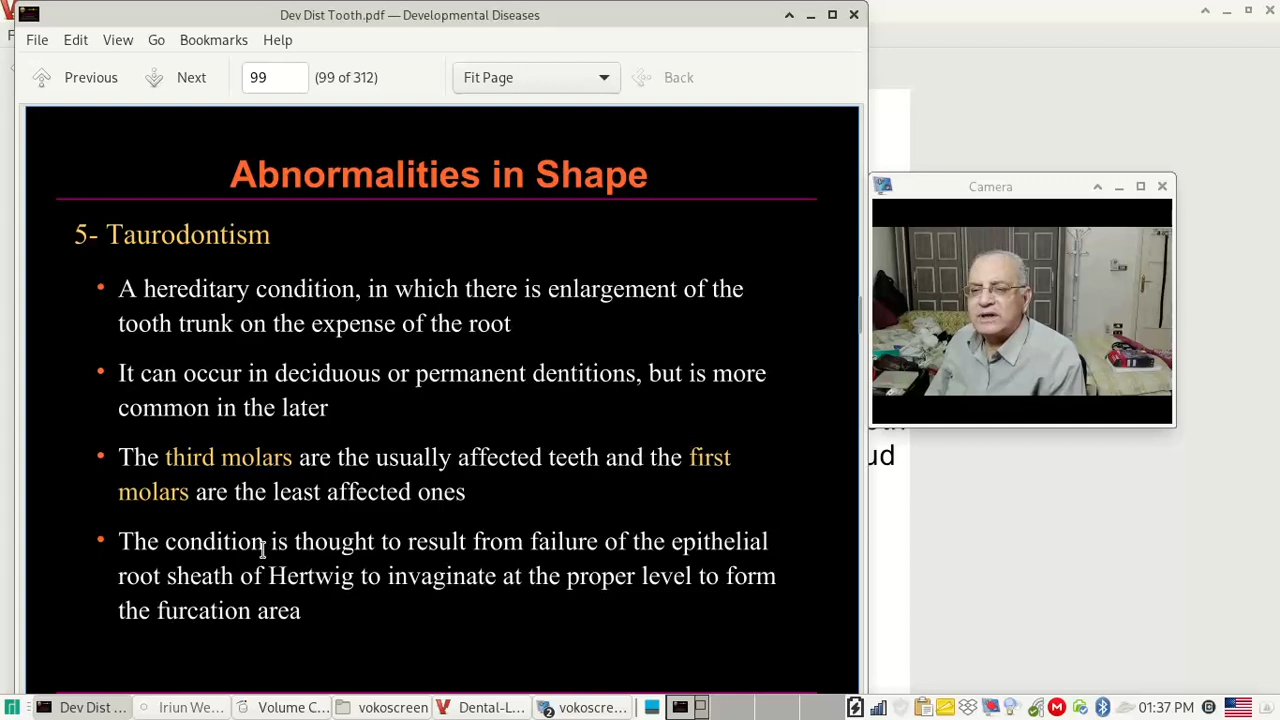 Dev Dist Tooth.pdf — Developmental Diseases
File Edit View Go Bookmarks Help
Previous Next 99 (99 of 312) Fit Page Back
Abnormalities in Shape
5- Taurodontism
• A hereditary condition, in which there is enlargement of the
tooth trunk on the expense of the root
• It can occur in deciduous or permanent dentitions, but is more
common in the later
• The third molars are the usually affected teeth and the first
molars are the least affected ones
• The condition is thought to result from failure of the epithelial
root sheath of Hertwig to invaginate at the proper level to form
the furcation area
Camera
ud
Dev Dist ... Iriun We... Volume C... vokoscreen Dental-L... vokoscre... 01:37 PM